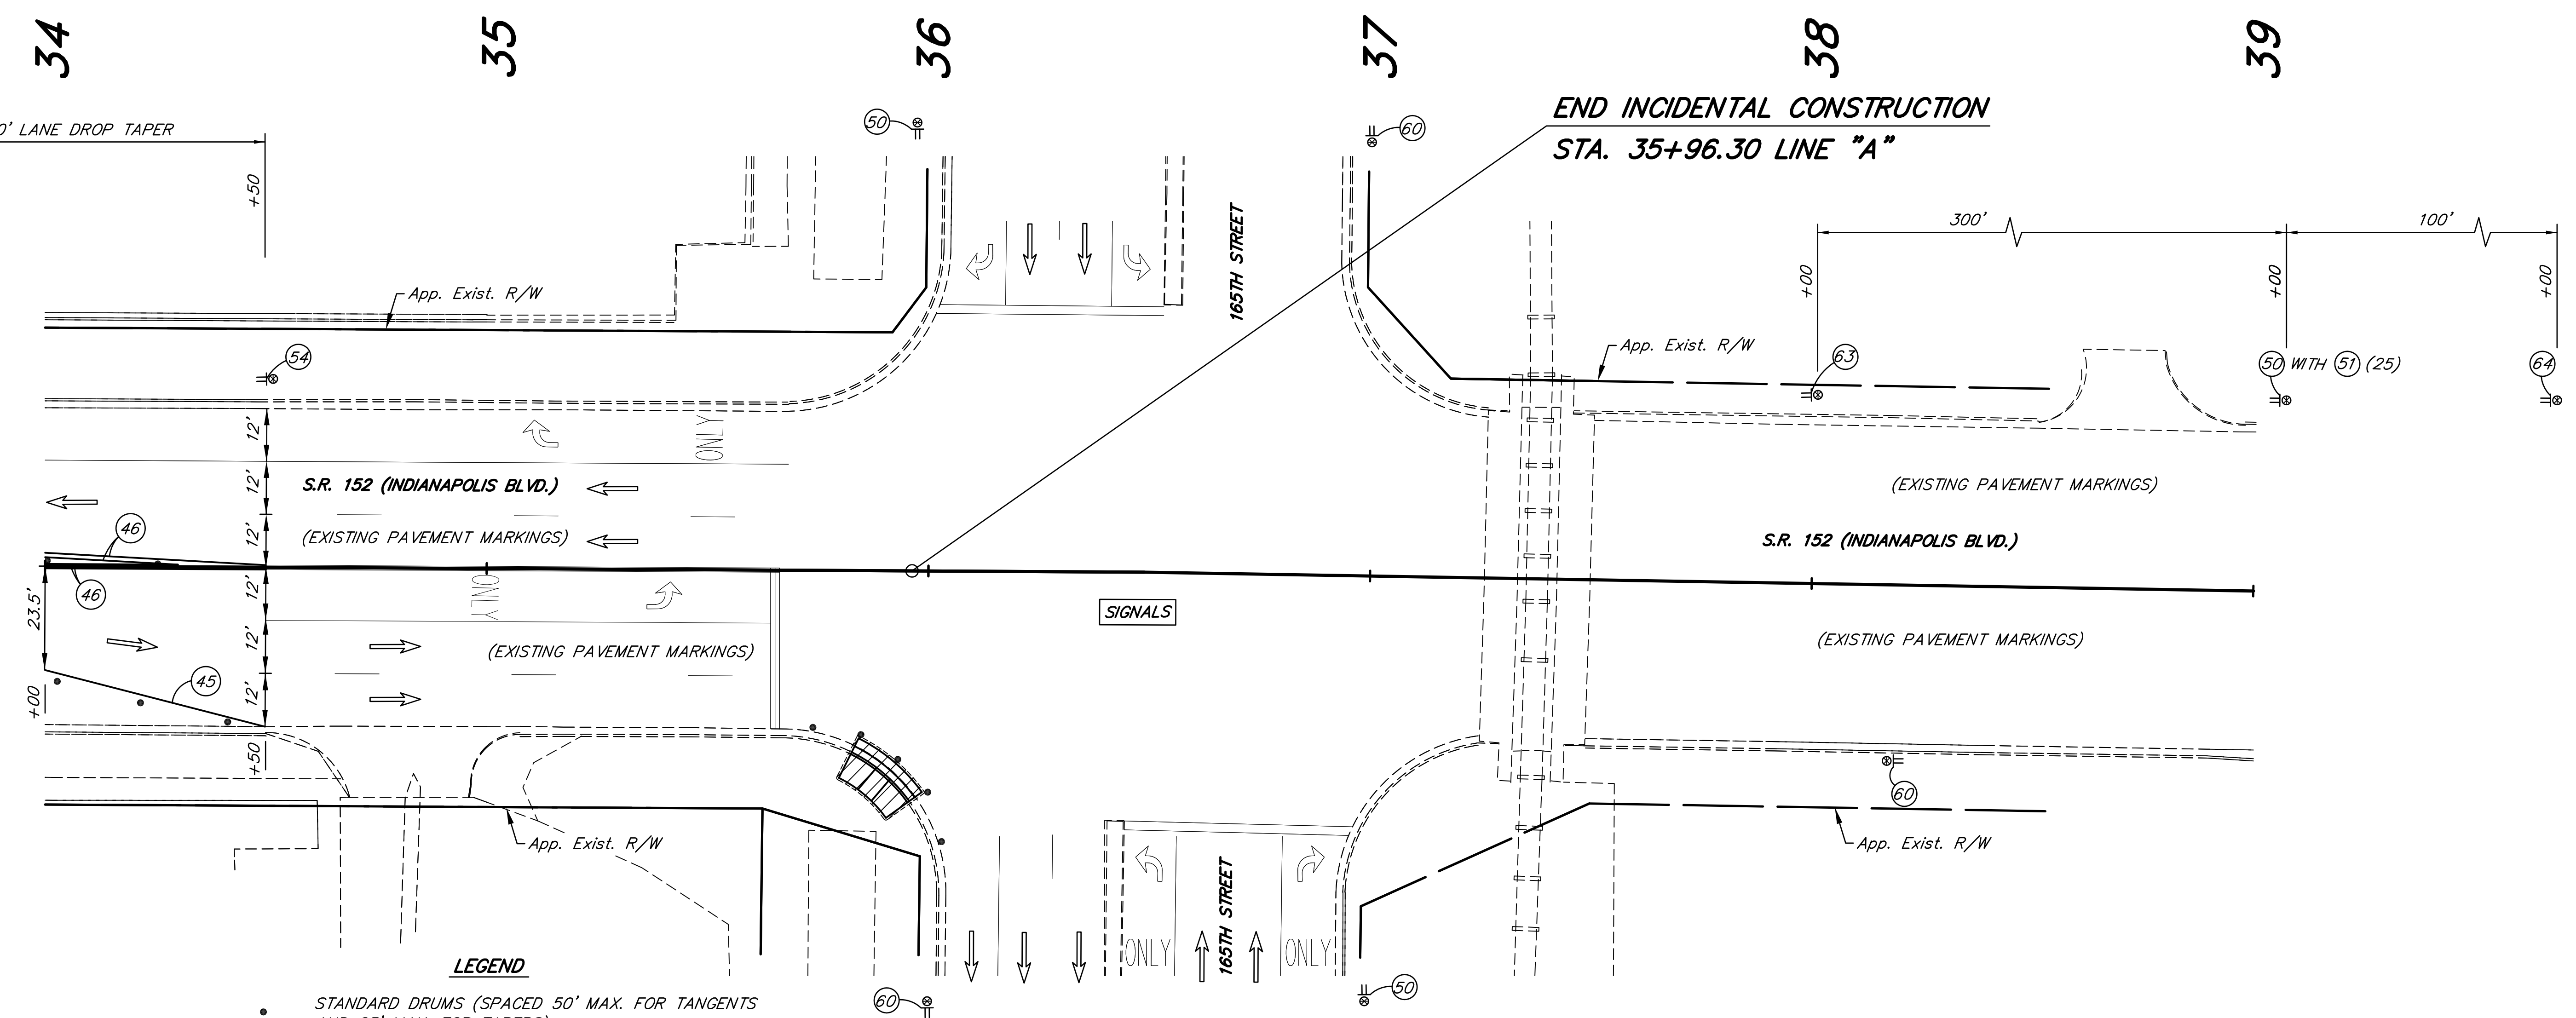 34
35
36
37
38
39
0' LANE DROP TAPER
+50
50
60
END INCIDENTAL CONSTRUCTION
STA. 35+96.30 LINE "A"
165TH STREET
300'
100'
+00
+00
+00
App. Exist. R/W
App. Exist. R/W
54
63
50 WITH 51 (25)
64
12'
12'
12'
ONLY
S.R. 152 (INDIANAPOLIS BLVD.)
(EXISTING PAVEMENT MARKINGS)
(EXISTING PAVEMENT MARKINGS)
S.R. 152 (INDIANAPOLIS BLVD.)
46
46
23.5'
12'
12'
12'
ONLY
SIGNALS
(EXISTING PAVEMENT MARKINGS)
(EXISTING PAVEMENT MARKINGS)
45
+00
+50
60
App. Exist. R/W
App. Exist. R/W
ONLY
165TH STREET
ONLY
60
50
LEGEND
STANDARD DRUMS (SPACED 50' MAX. FOR TANGENTS